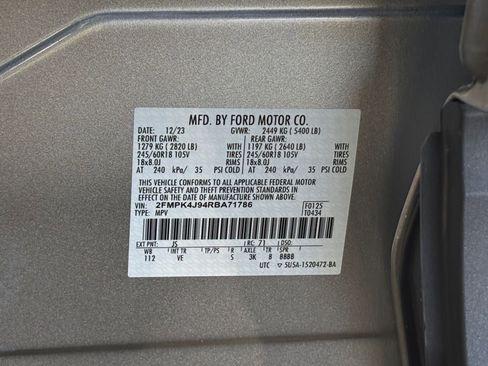 MFD. BY FORD MOTOR CO.
DATE: 12/23 GVWR: 2449 KG ( 5400 LB)
FRONT GAWR: REAR GAWR:
1279 KG ( 2820 LB) WITH 1197 KG ( 2640 LB) WITH
245/60R18 105V TIRES 245/60R18 105V TIRES
18x8.0J RIMS 18x8.0J RIMS
AT 240 kPa/ 35 PSI COLD AT 240 kPa/ 35 PSI COLD
THIS VEHICLE CONFORMS TO ALL APPLICABLE FEDERAL MOTOR
VEHICLE SAFETY AND THEFT PREVENTION STANDARDS IN
EFFECT ON THE DATE OF MANUFACTURE SHOWN ABOVE.
VIN: 2FMPK4J94RBA71786 F0125
TYPE: MPV T0434
EXT PNT: JS RC: 71 DSO:
WB INT TR TP/PS R AXLE TR SPR
112 VE S 3K B BBBB
UTC 5U5A-1520472-BA